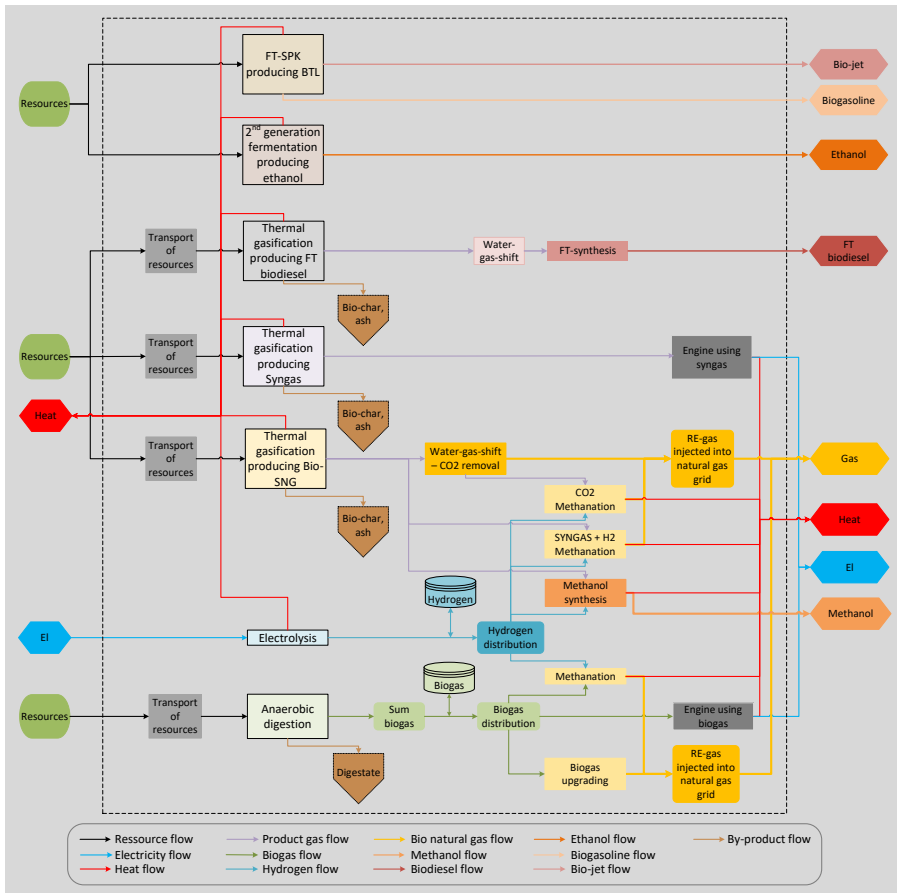 FT-SPK
producing BTL
Bio-jet
Resources
Biogasoline
2nd generation
fermentation
producing
ethanol
Ethanol
Transport
of
resources
Thermal
gasification
producing FT
biodiesel
Water-
gas-shift
FT-synthesis
FT
biodiesel
Bio-char,
ash
Resources
Transport
of
resources
Thermal
gasification
producing
Syngas
Engine using
syngas
Heat
Bio-char,
ash
Transport
of
resources
Thermal
gasification
producing Bio-
SNG
Water-gas-shift
– CO2 removal
RE-gas
injected into
natural gas
grid
Gas
Bio-char,
ash
CO2
Methanation
Heat
SYNGAS + H2
Methanation
El
Hydrogen
Methanol
synthesis
Methanol
El
Electrolysis
Hydrogen
distribution
Biogas
Methanation
Resources
Transport
of
resources
Anaerobic
digestion
Sum
biogas
Biogas
distribution
Engine using
biogas
Digestate
Biogas
upgrading
RE-gas
injected into
natural gas
grid
Ressource flow
Product gas flow
Bio natural gas flow
Ethanol flow
By-product flow
Electricity flow
Biogas flow
Methanol flow
Biogasoline flow
Heat flow
Hydrogen flow
Biodiesel flow
Bio-jet flow